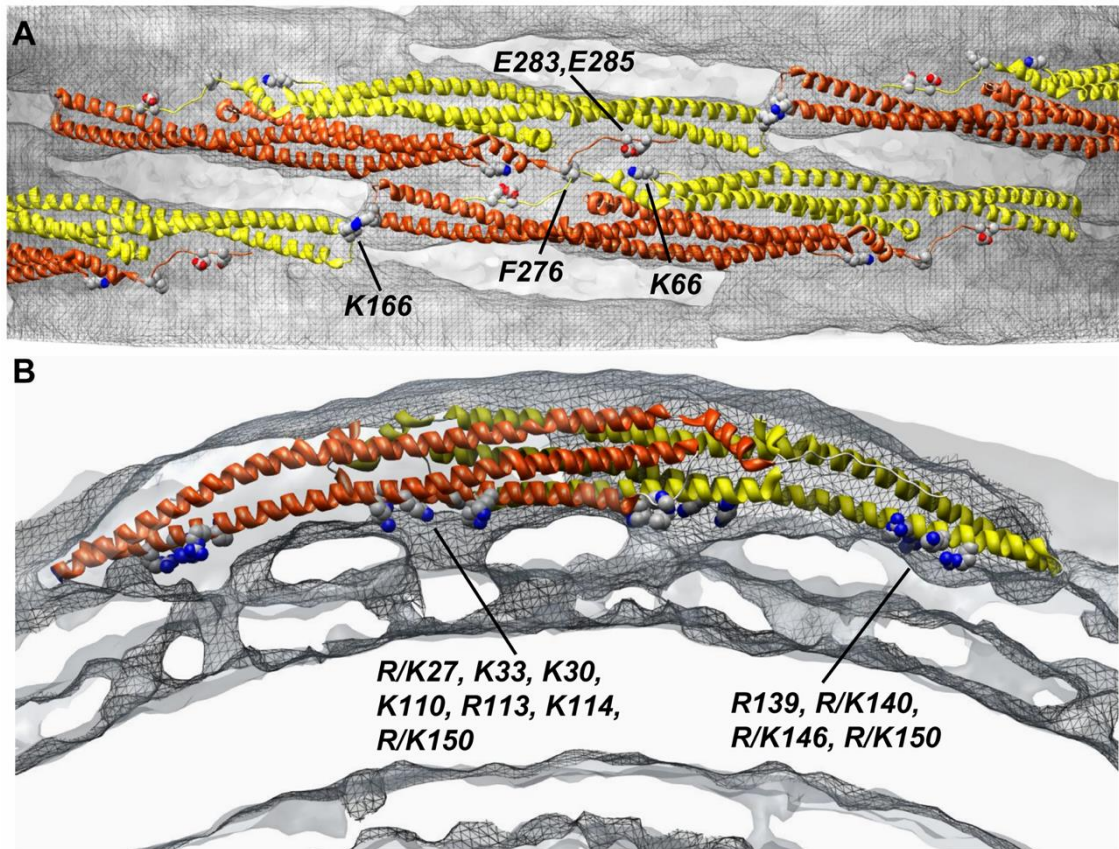 A
E283,E285
K166
F276
K66
B
R/K27, K33, K30,
K110, R113, K114,
R/K150
R139, R/K140,
R/K146, R/K150